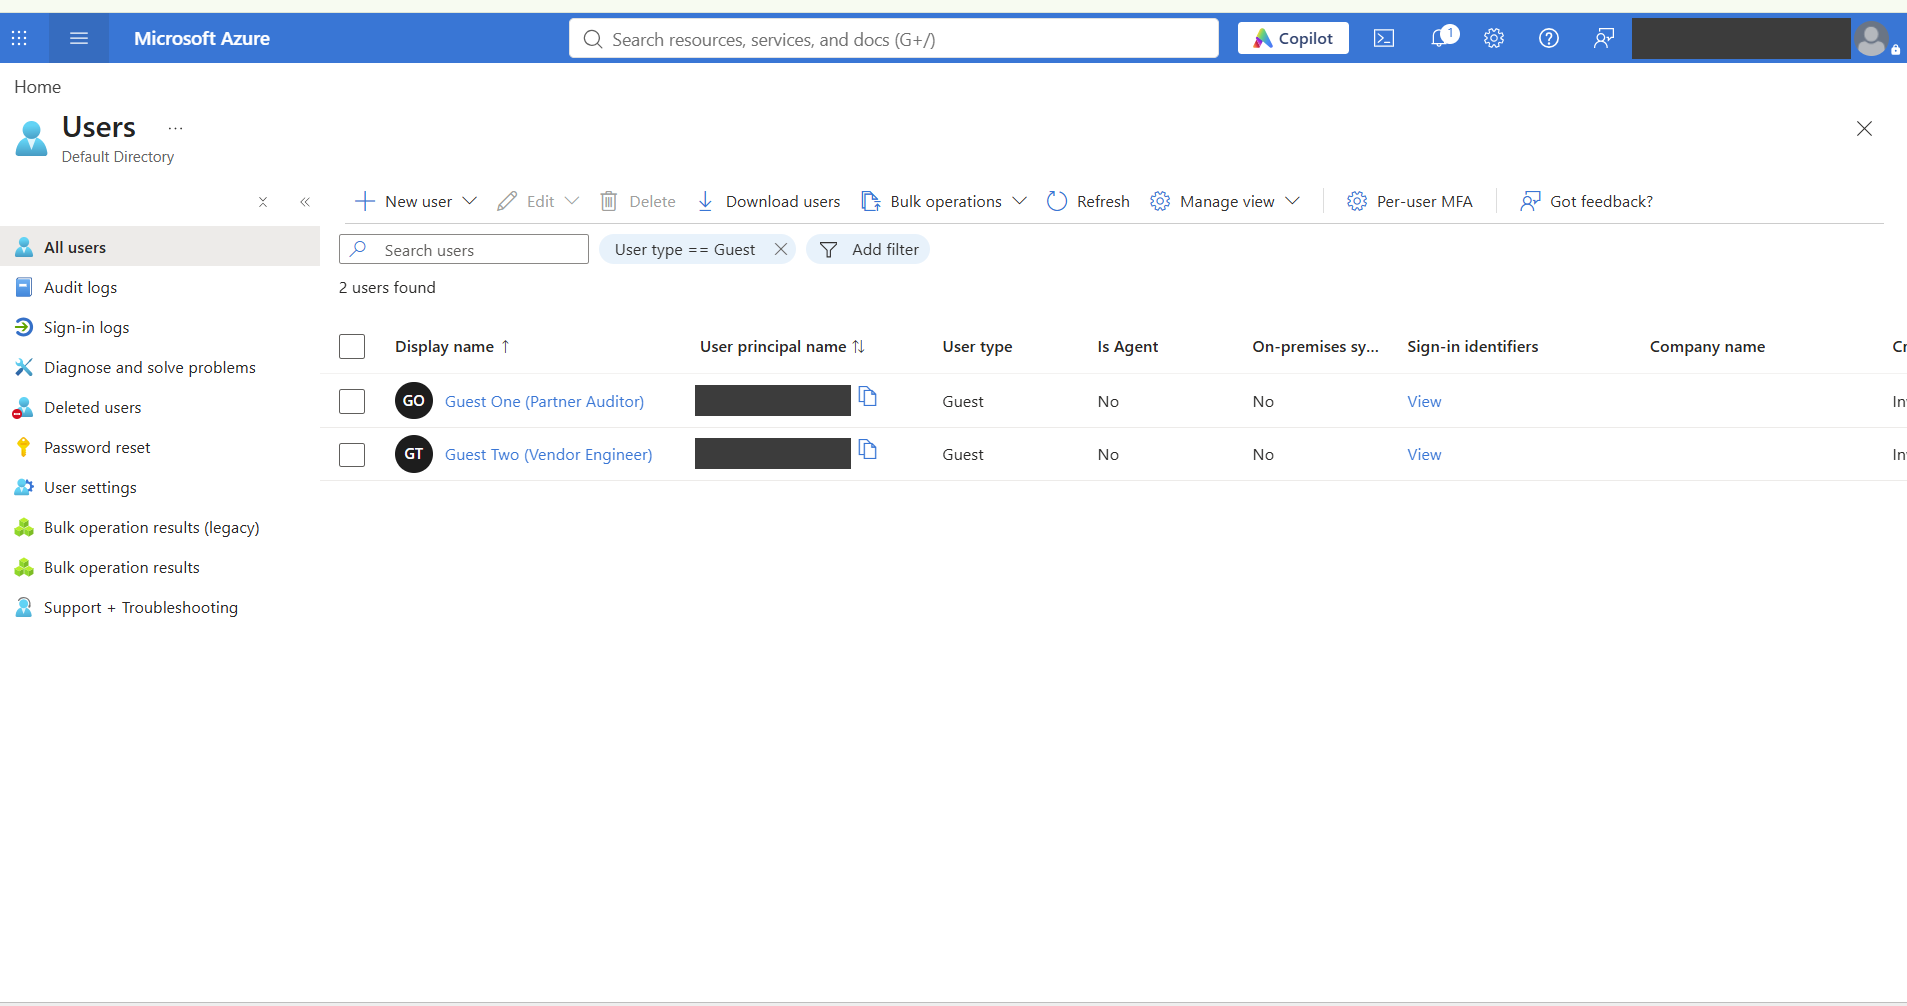 Microsoft Azure
Search resources, services, and docs (G+/)
Copilot
1
Home
Users
...
Default Directory
New user
Edit
Delete
Download users
Bulk operations
Refresh
Manage view
Per-user MFA
Got feedback?
All users
Audit logs
Sign-in logs
Diagnose and solve problems
Deleted users
Password reset
User settings
Bulk operation results (legacy)
Bulk operation results
Support + Troubleshooting
Search users
User type == Guest
Add filter
2 users found
Display name ↑ User principal name ↑↓ User type Is Agent On-premises sy... Sign-in identifiers Company name Cr
GO Guest One (Partner Auditor) Guest No No View In
GT Guest Two (Vendor Engineer) Guest No No View In